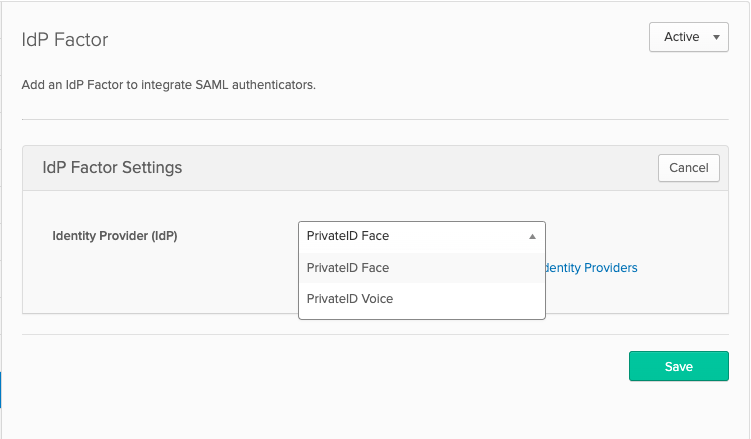 IdP Factor
Active
Add an IdP Factor to integrate SAML authenticators.
IdP Factor Settings
Cancel
Identity Provider (IdP)
PrivateID Face
PrivateID Face
Identity Providers
PrivateID Voice
Save